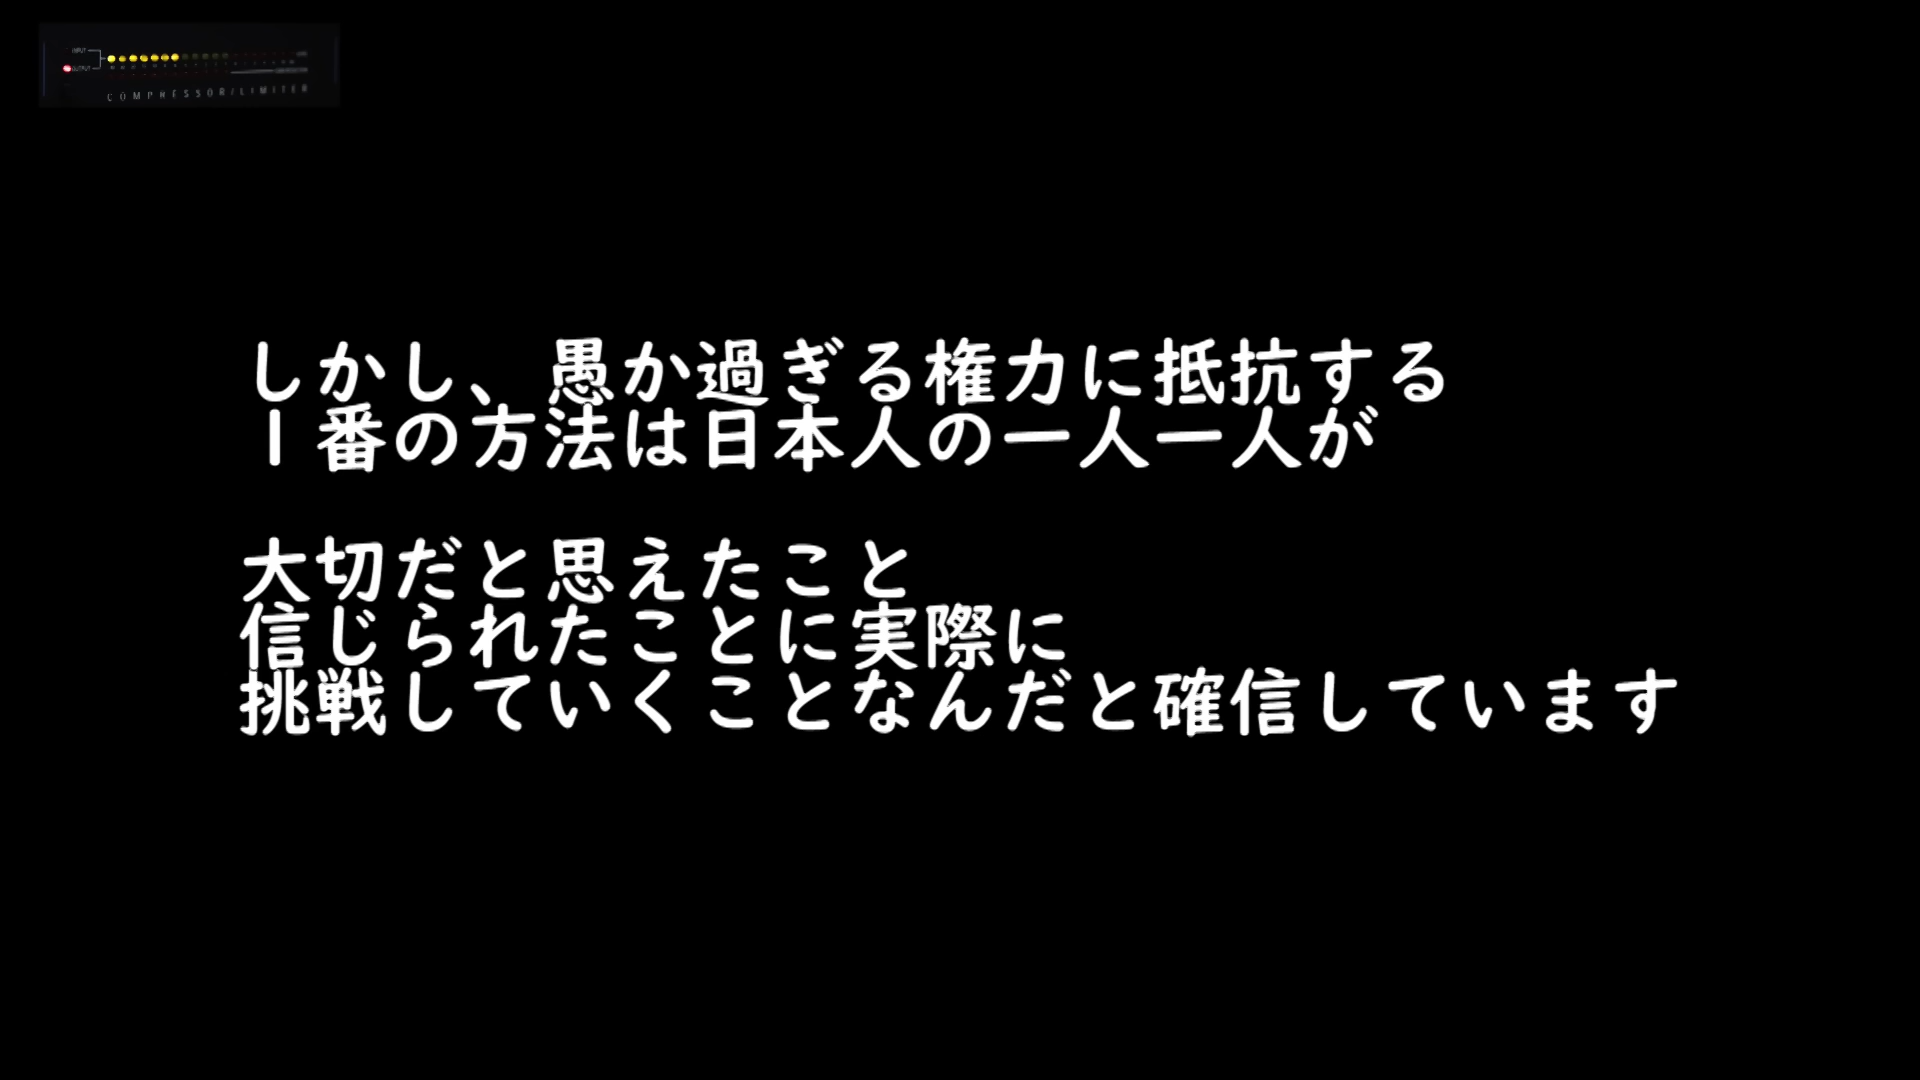 INPUT
OUTPUT
COMPRESSOR/LIMITER
しかし、愚か過ぎる権力に抵抗する
1番の方法は日本人の一人一人が
大切だと思えたこと
信じられたことに実際に
挑戦していくことなんだと確信しています